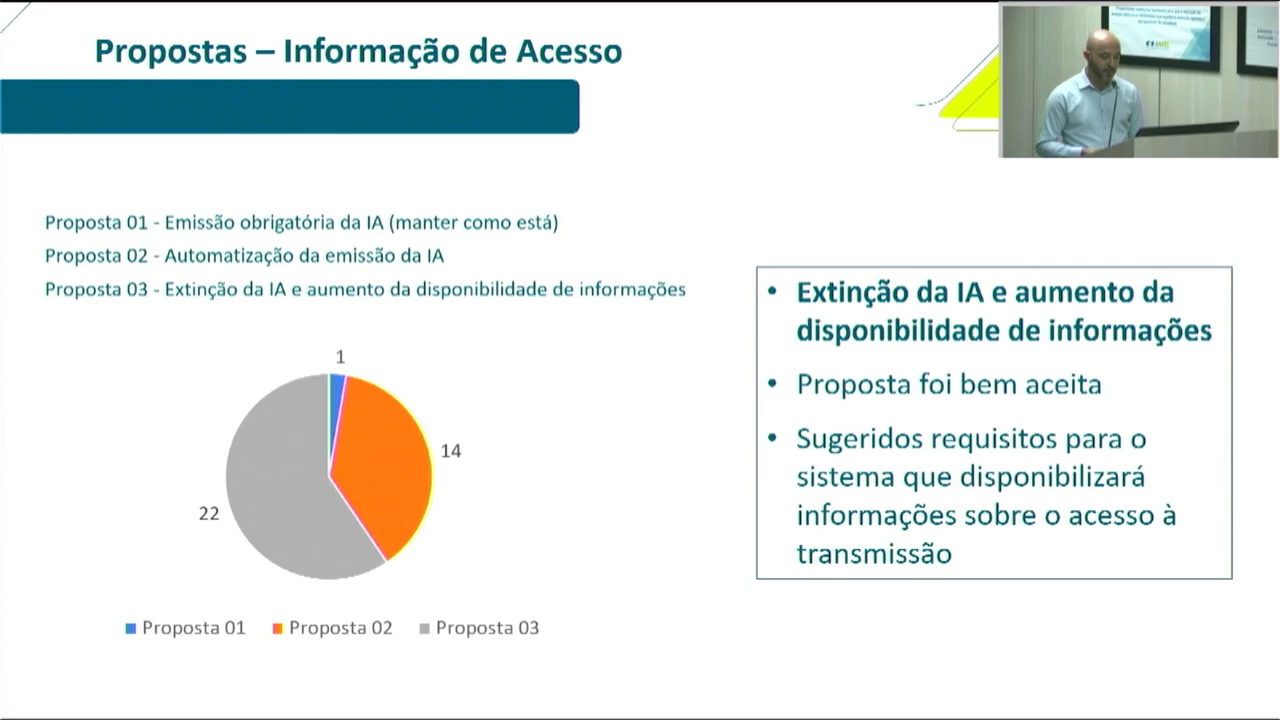 Propostas – Informação de Acesso
Proposta 01 - Emissão obrigatória da IA (manter como está)
Proposta 02 - Automatização da emissão da IA
Proposta 03 - Extinção da IA e aumento da disponibilidade de informações
1
14
22
Proposta 01
Proposta 02
Proposta 03
• Extinção da IA e aumento da
disponibilidade de informações
• Proposta foi bem aceita
• Sugeridos requisitos para o
sistema que disponibilizará
informações sobre o acesso à
transmissão